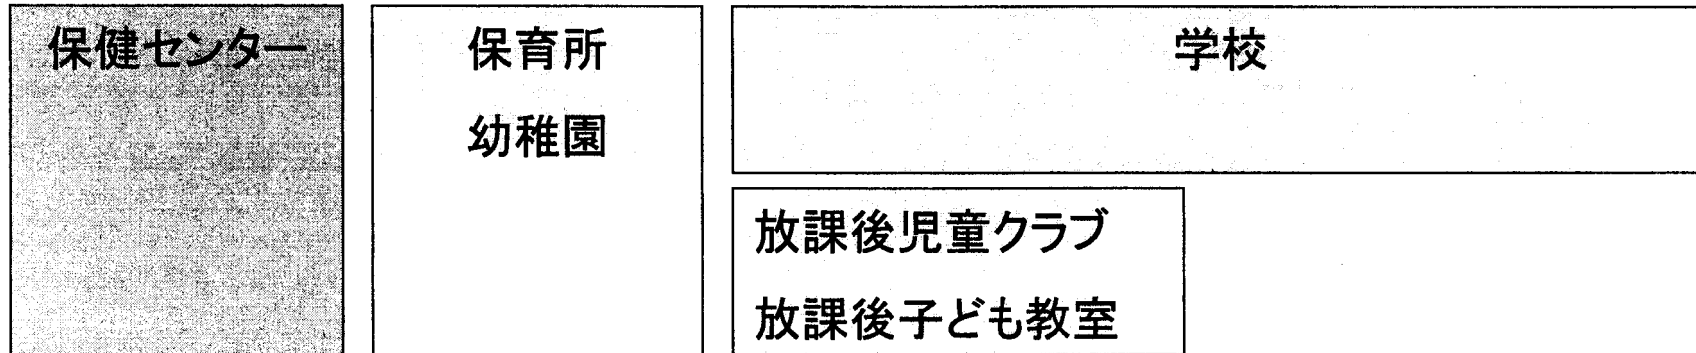 保健センター
保育所
幼稚園
学校
放課後児童クラブ
放課後子ども教室